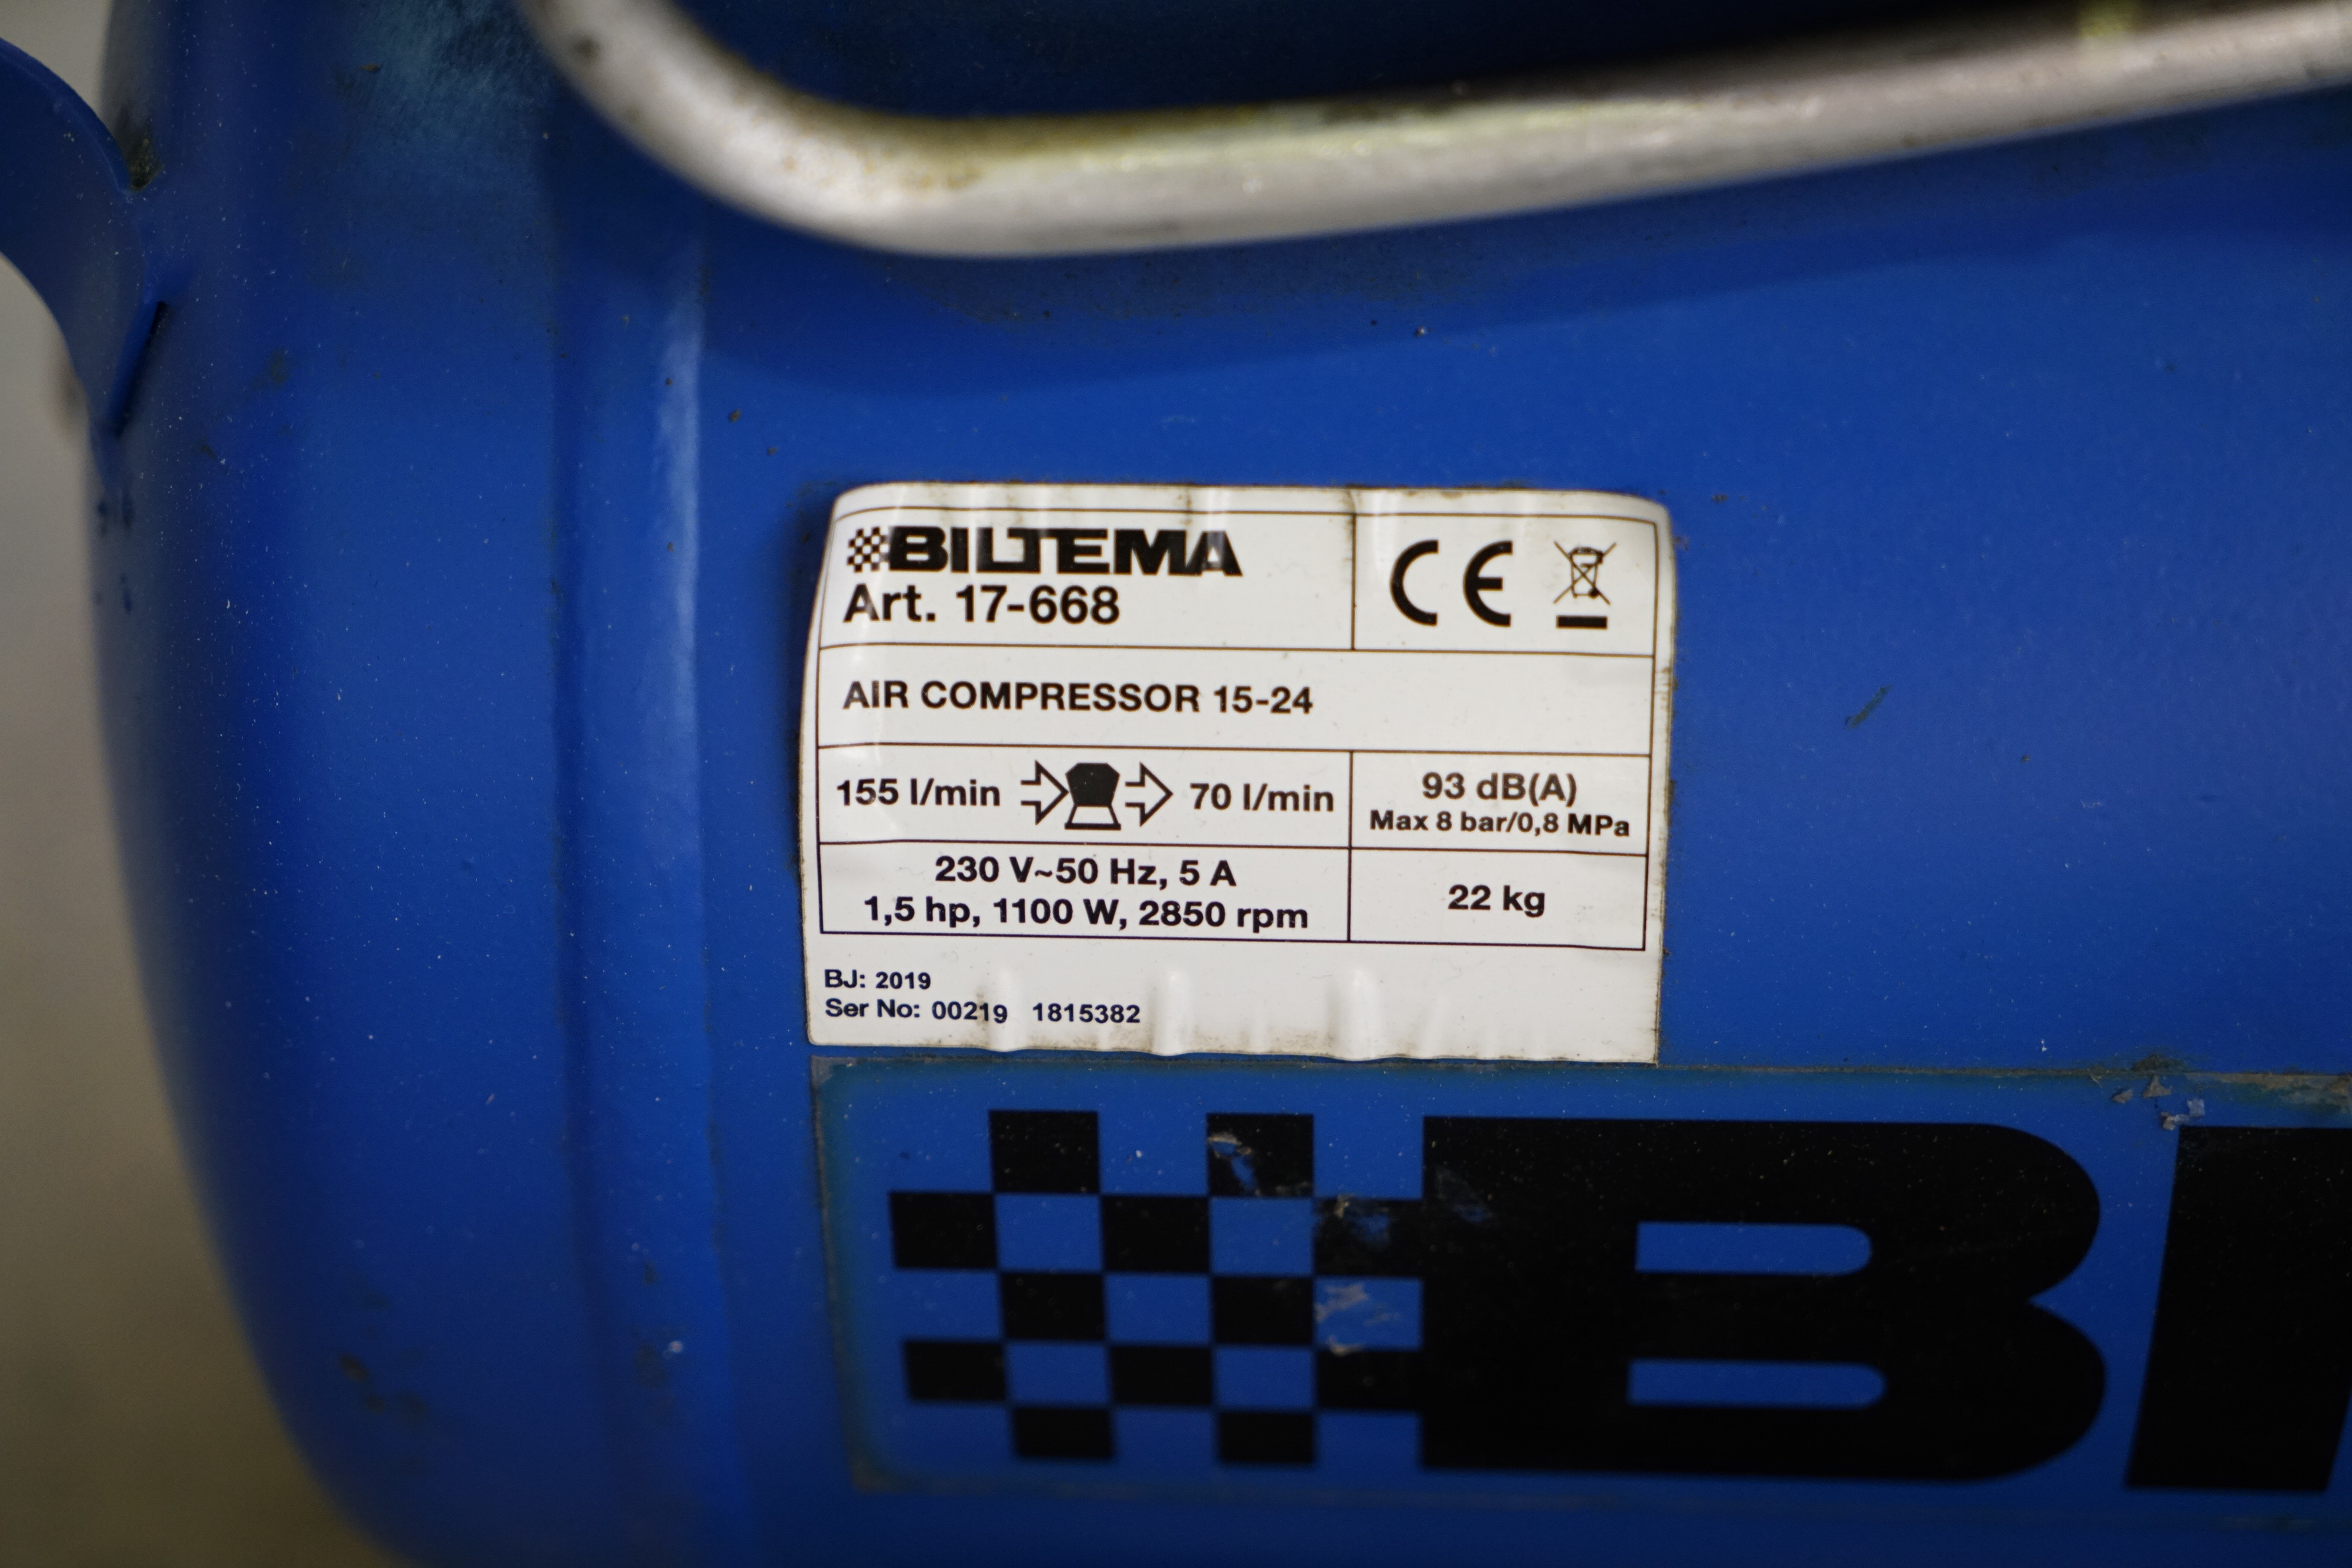 BILTEMA
Art. 17-668
CE
AIR COMPRESSOR 15-24
155 l/min 70 l/min
93 dB(A)
Max 8 bar/0,8 MPa
230 V~50 Hz, 5 A
1,5 hp, 1100 W, 2850 rpm
22 kg
BJ: 2019
Ser No: 00219 1815382
BI